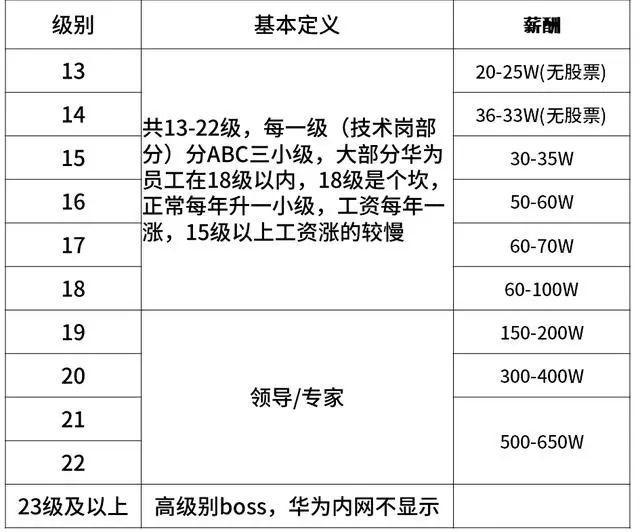 级别 基本定义 薪酬
13 20-25W(无股票)
14 36-33W(无股票)
共13-22级，每一级（技术岗部
分）分ABC三小级，大部分华为
员工在18级以内，18级是个坎，
正常每年升一小级，工资每年一
涨，15级以上工资涨的较慢
15 30-35W
16 50-60W
17 60-70W
18 60-100W
19 150-200W
20 300-400W
领导/专家
21
22
500-650W
23级及以上 高级别boss，华为内网不显示